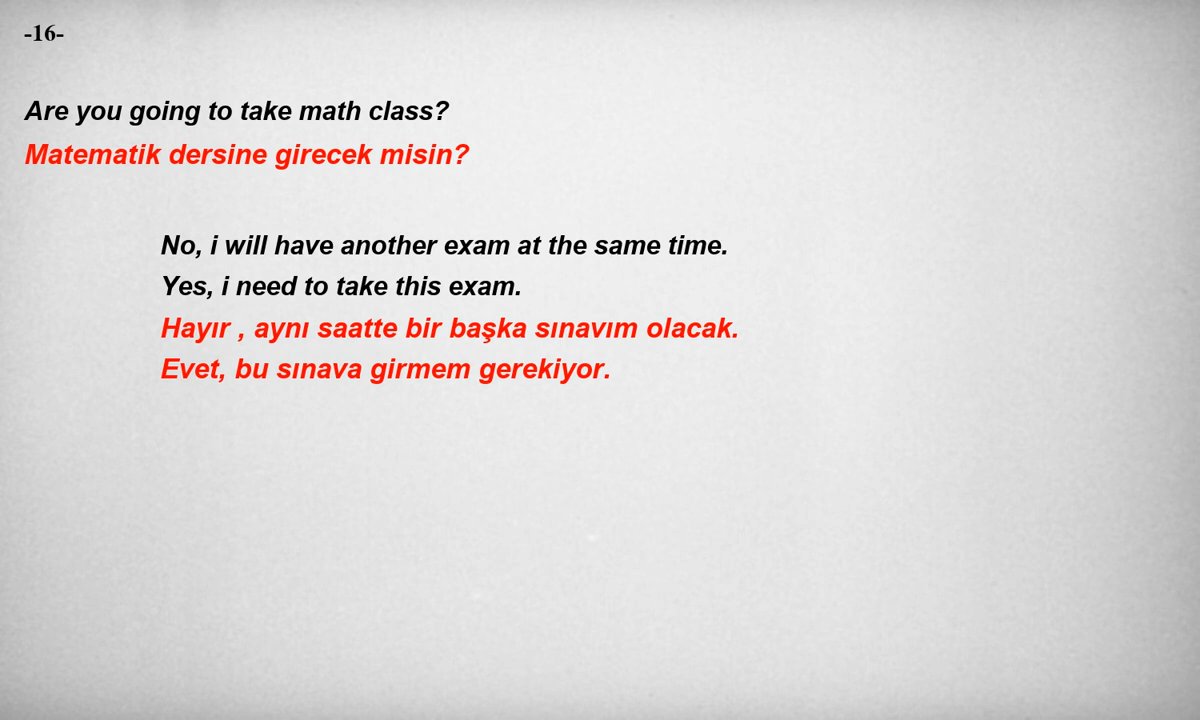 -16-
Are you going to take math class?
Matematik dersine girecek misin?
No, i will have another exam at the same time.
Yes, i need to take this exam.
Hayır , aynı saatte bir başka sınavım olacak.
Evet, bu sınava girmem gerekiyor.